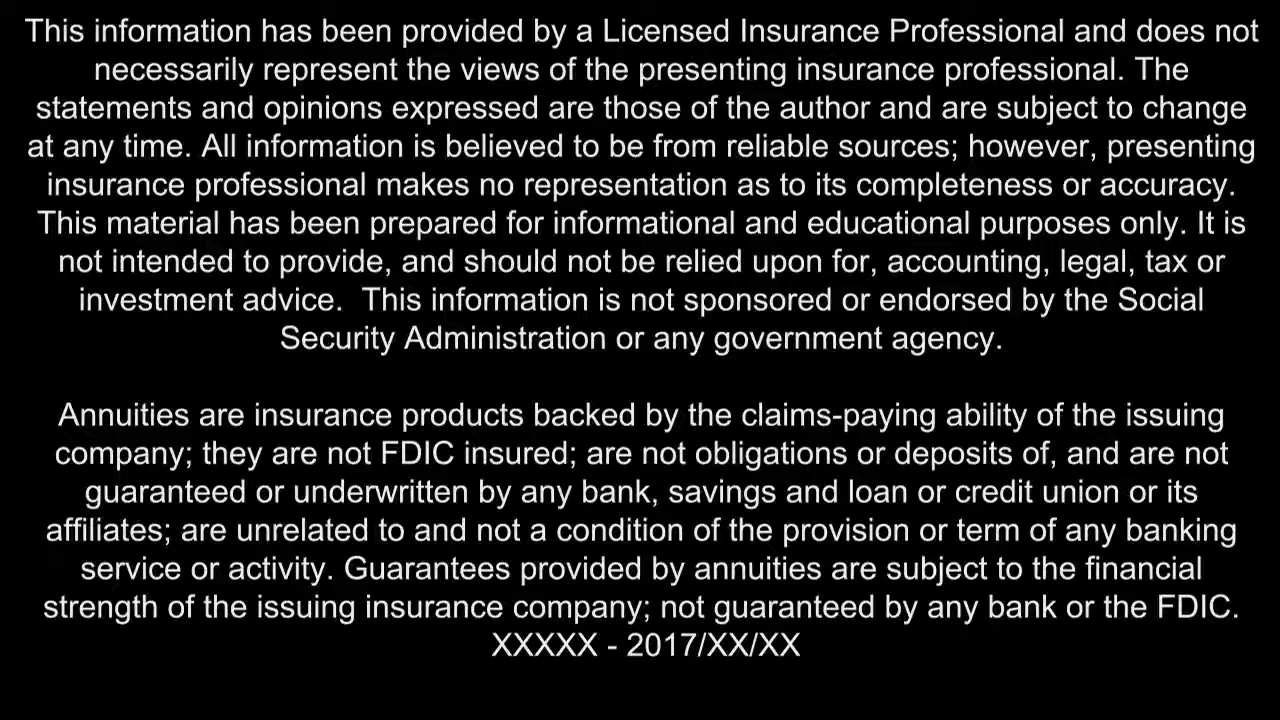 This information has been provided by a Licensed Insurance Professional and does not
necessarily represent the views of the presenting insurance professional. The
statements and opinions expressed are those of the author and are subject to change
at any time. All information is believed to be from reliable sources; however, presenting
insurance professional makes no representation as to its completeness or accuracy.
This material has been prepared for informational and educational purposes only. It is
not intended to provide, and should not be relied upon for, accounting, legal, tax or
investment advice.  This information is not sponsored or endorsed by the Social
Security Administration or any government agency.

Annuities are insurance products backed by the claims-paying ability of the issuing
company; they are not FDIC insured; are not obligations or deposits of, and are not
guaranteed or underwritten by any bank, savings and loan or credit union or its
affiliates; are unrelated to and not a condition of the provision or term of any banking
service or activity. Guarantees provided by annuities are subject to the financial
strength of the issuing insurance company; not guaranteed by any bank or the FDIC.
XXXXX - 2017/XX/XX